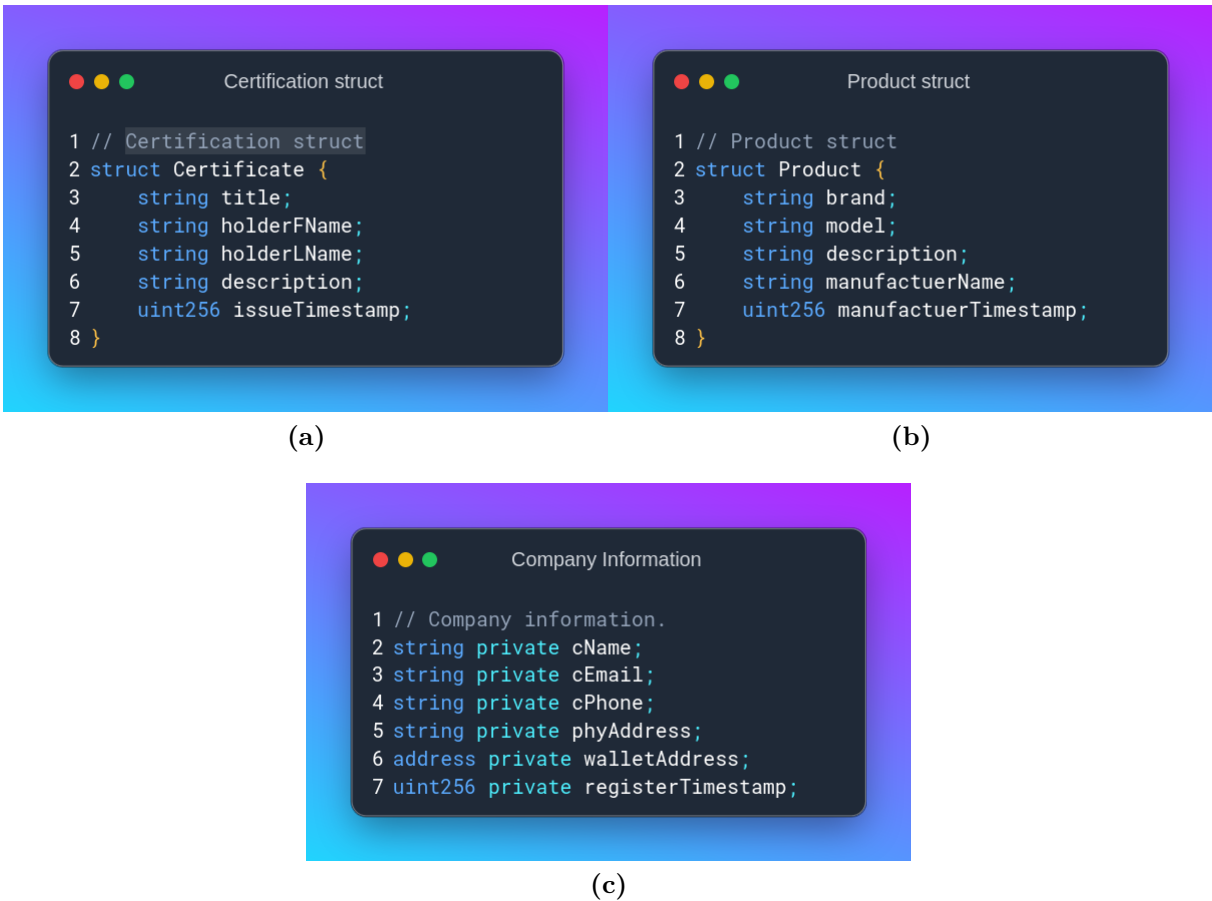 Certification struct
1 // Certification struct
2 struct Certificate {
3     string title;
4     string holderFName;
5     string holderLName;
6     string description;
7     uint256 issueTimestamp;
8 }
(a)
Product struct
1 // Product struct
2 struct Product {
3     string brand;
4     string model;
5     string description;
6     string manufactuerName;
7     uint256 manufactuerTimestamp;
8 }
(b)
Company Information
1 // Company information.
2 string private cName;
3 string private cEmail;
4 string private cPhone;
5 string private phyAddress;
6 address private walletAddress;
7 uint256 private registerTimestamp;
(c)